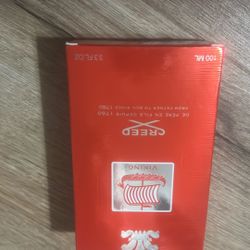 VIKING
CREED
DE PERE EN FILS DEPUIS 1760
FROM FATHER TO SON SINCE 1760
100 ML
3.3 FL.OZ